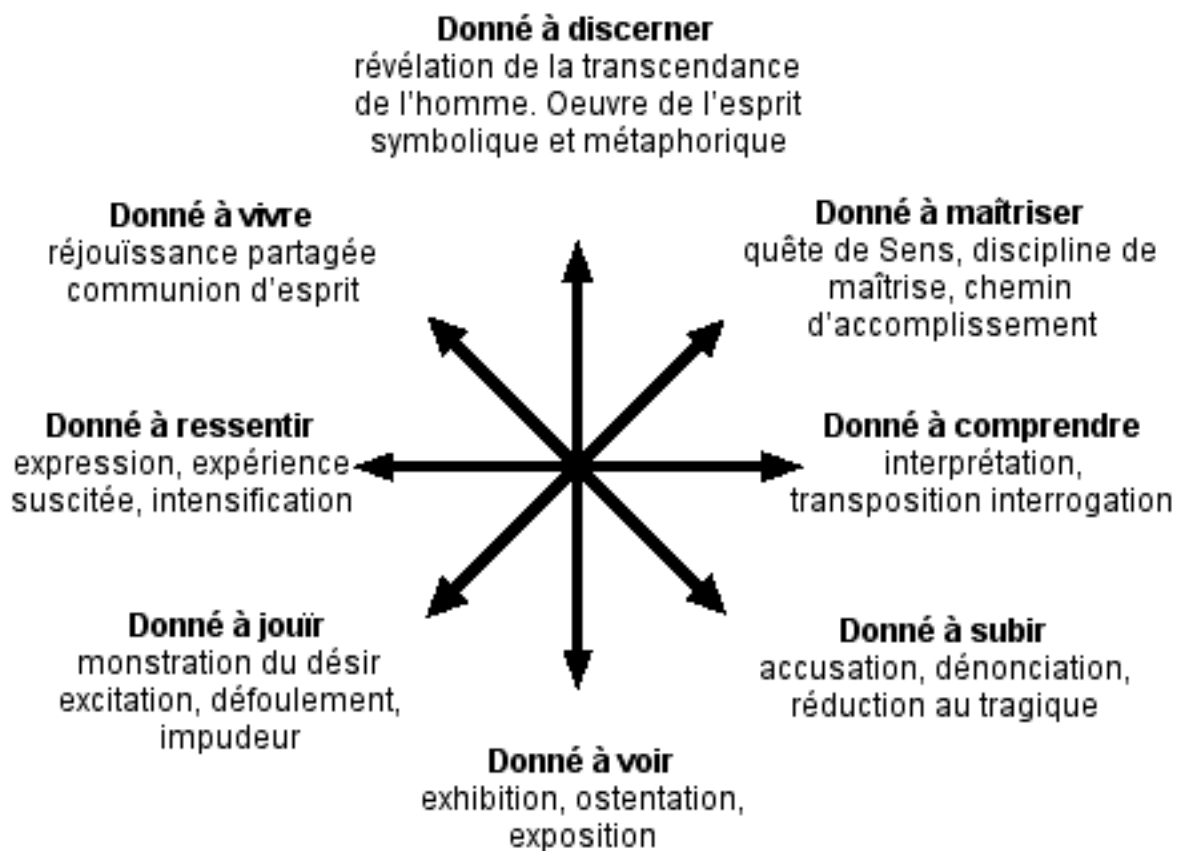 Donné à discerner
révélation de la transcendance
de l'homme. Oeuvre de l'esprit
symbolique et métaphorique
Donné à vivre
réjouïssance partagée
communion d'esprit
Donné à maîtriser
quête de Sens, discipline de
maîtrise, chemin
d'accomplissement
Donné à ressentir
expression, expérience
suscitée, intensification
Donné à comprendre
interprétation,
transposition interrogation
Donné à jouïr
monstration du désir
excitation, défoulement,
impudeur
Donné à subir
accusation, dénonciation,
réduction au tragique
Donné à voir
exhibition, ostentation,
exposition